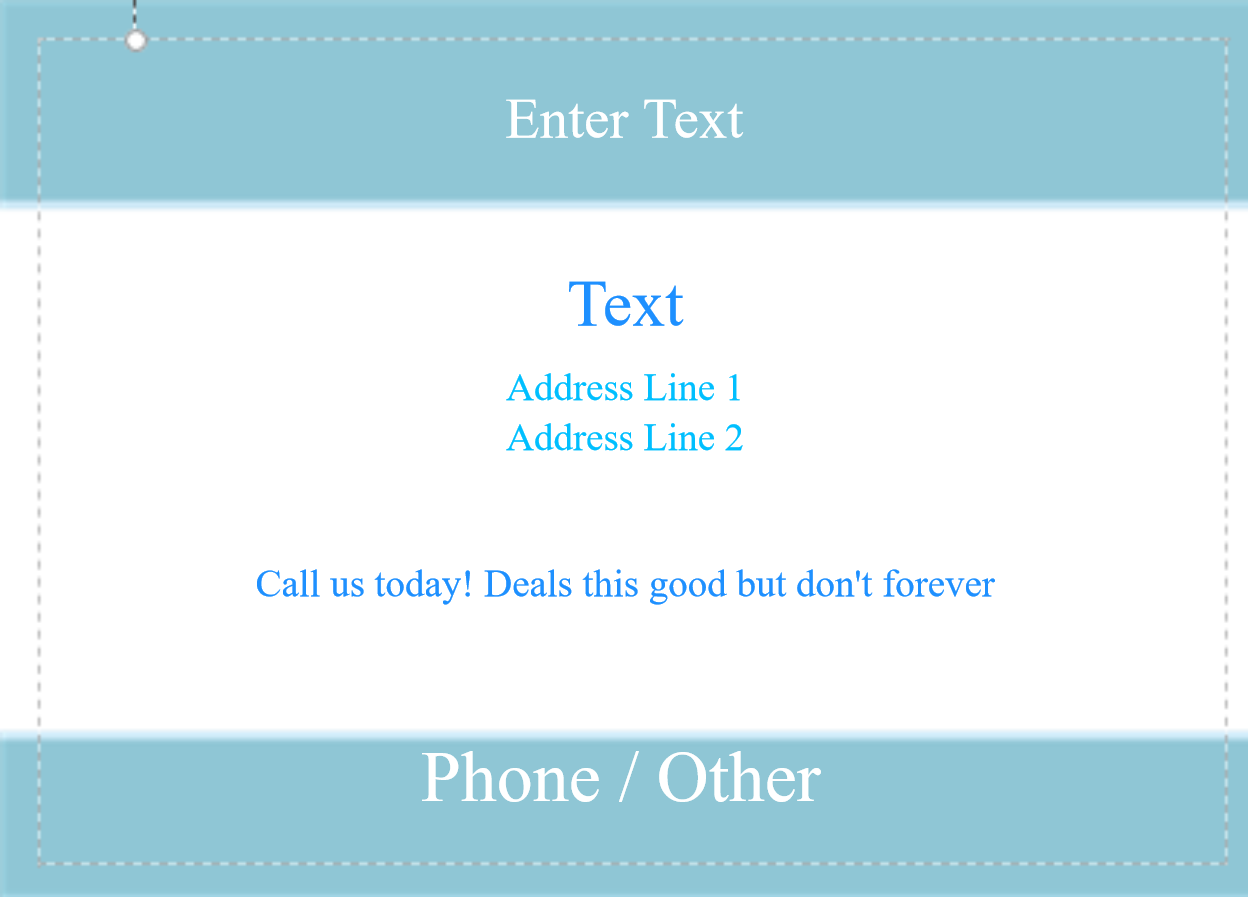 Enter Text
Text
Address Line 1
Address Line 2
Call us today! Deals this good but don't forever
Phone / Other